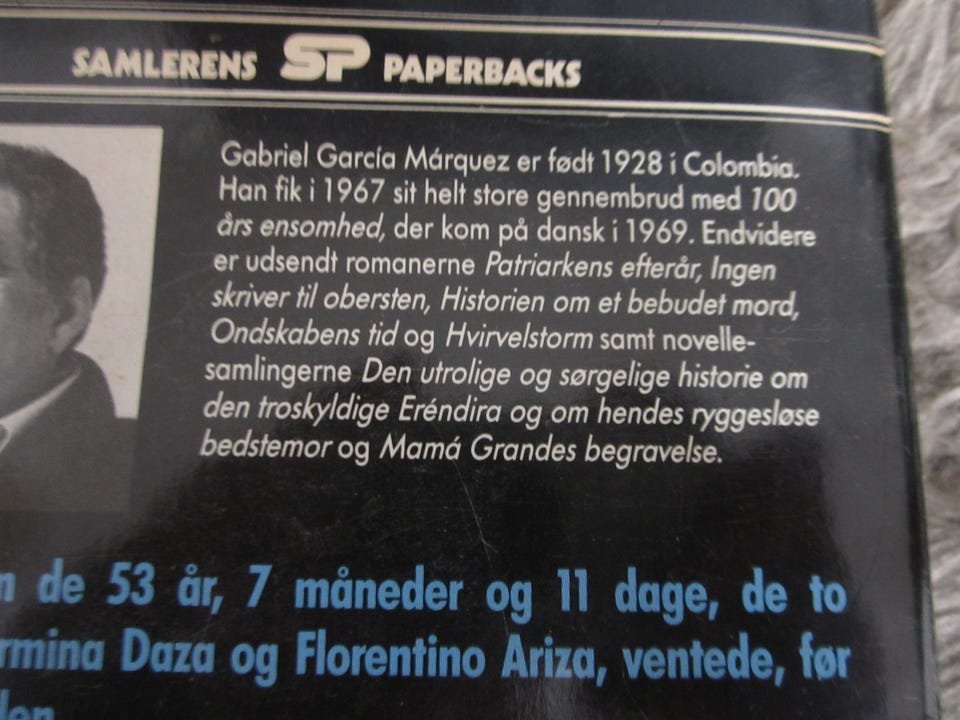 SAMLERENS SP PAPERBACKS
Gabriel García Márquez er født 1928 i Colombia.
Han fik i 1967 sit helt store gennembrud med 100
års ensomhed, der kom på dansk i 1969. Endvidere
er udsendt romanerne Patriarkens efterår, Ingen
skriver til obersten, Historien om et bebudet mord,
Ondskabens tid og Hvirvelstorm samt novelle-
samlingerne Den utrolige og sørgelige historie om
den troskyldige Eréndira og om hendes ryggesløse
bedstemor og Mamá Grandes begravelse.
de 53 år, 7 måneder og 11 dage, de to
Daza og Florentino Ariza, ventede, før